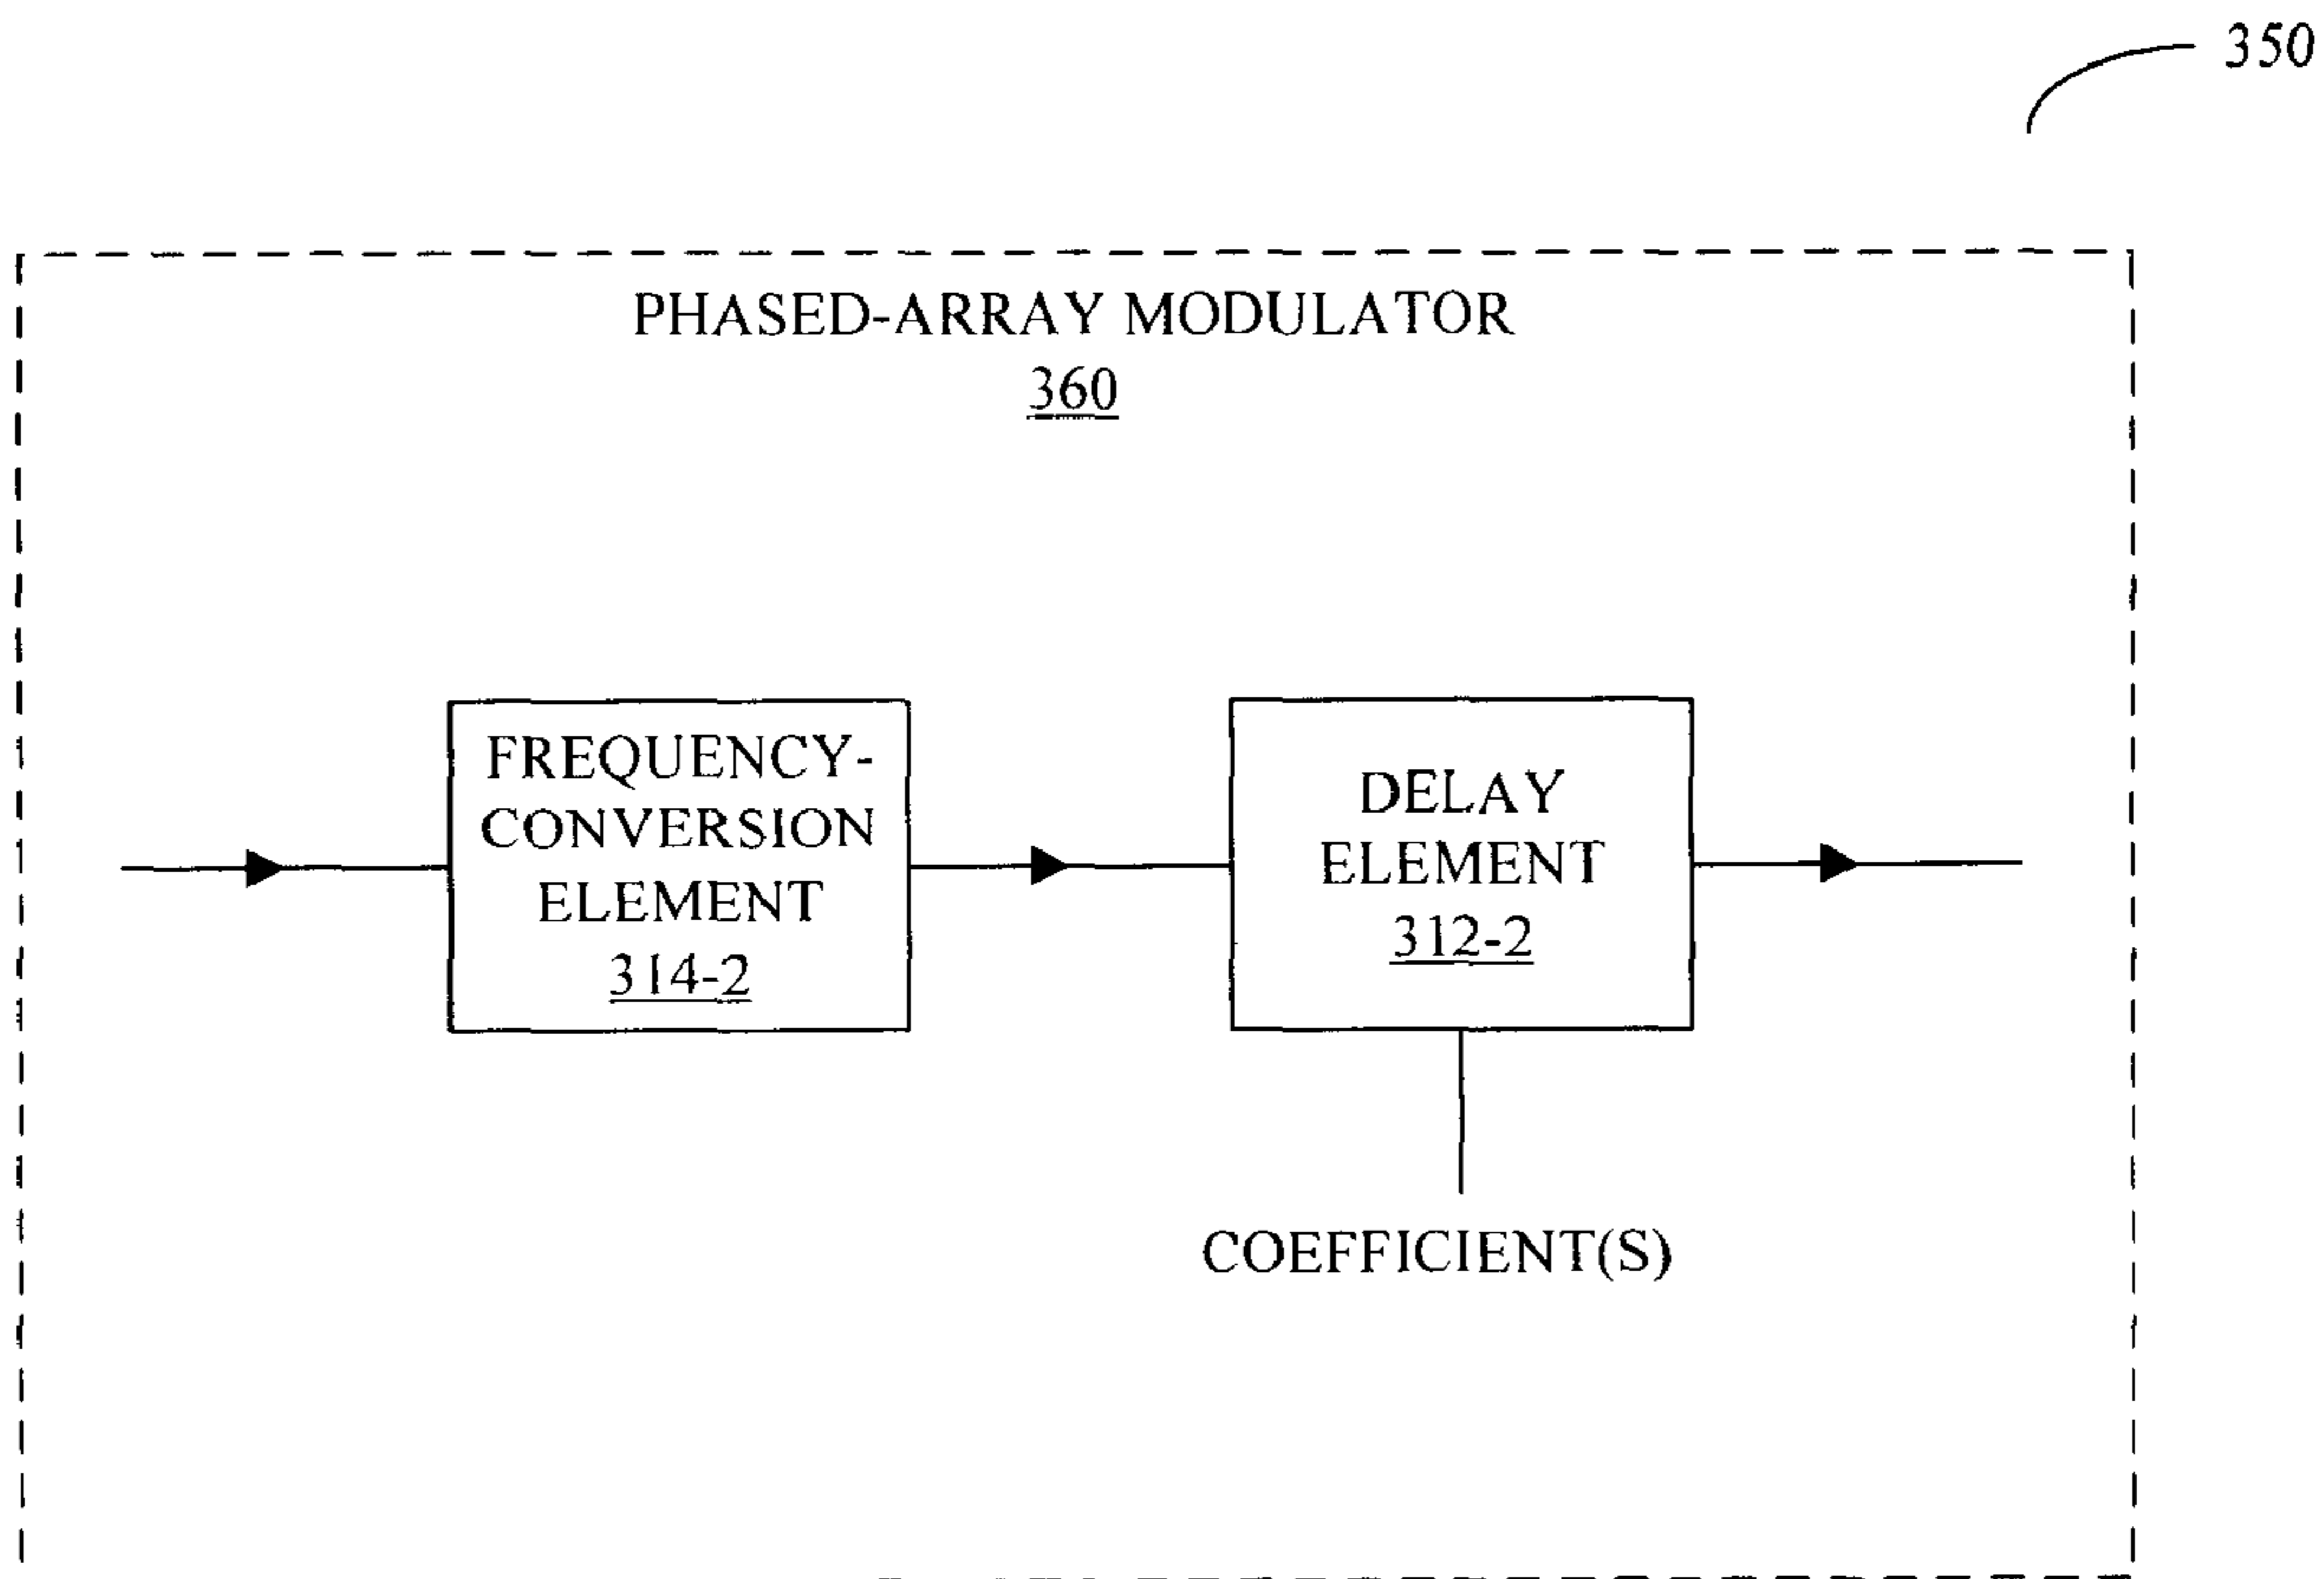 350
PHASED-ARRAY MODULATOR
360
FREQUENCY-
CONVERSION
ELEMENT
314-2
DELAY
ELEMENT
312-2
COEFFICIENT(S)